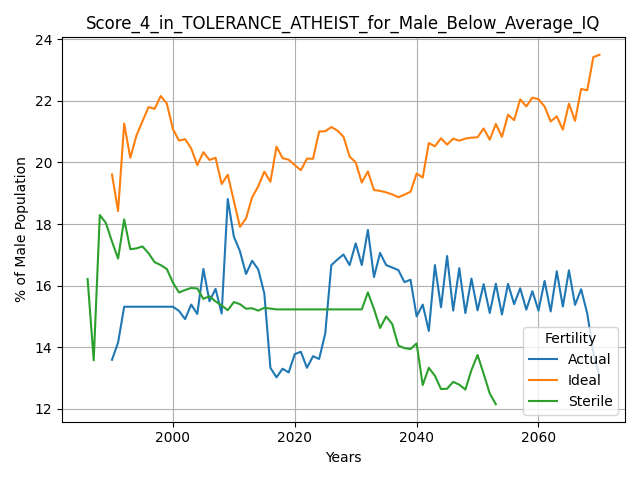 Score_4_in_TOLERANCE_ATHEIST_for_Male_Below_Average_IQ
% of Male Population
24
22
20
18
16
14
12
2000
2020
2040
2060
Years
Fertility
Actual
Ideal
Sterile